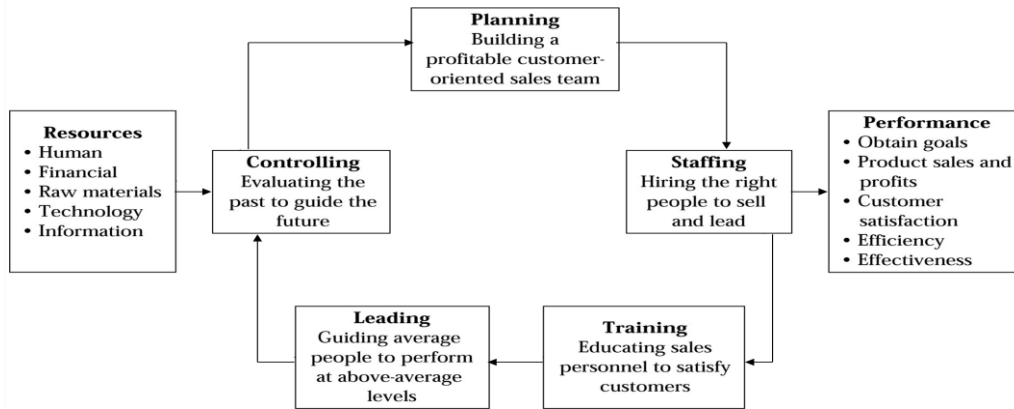 Planning
Building a
profitable customer-
oriented sales team
Resources
• Human
• Financial
• Raw materials
• Technology
• Information
Controlling
Evaluating the
past to guide the
future
Staffing
Hiring the right
people to sell
and lead
Performance
• Obtain goals
• Product sales and
profits
• Customer
satisfaction
• Efficiency
• Effectiveness
Leading
Guiding average
people to perform
at above-average
levels
Training
Educating sales
personnel to satisfy
customers